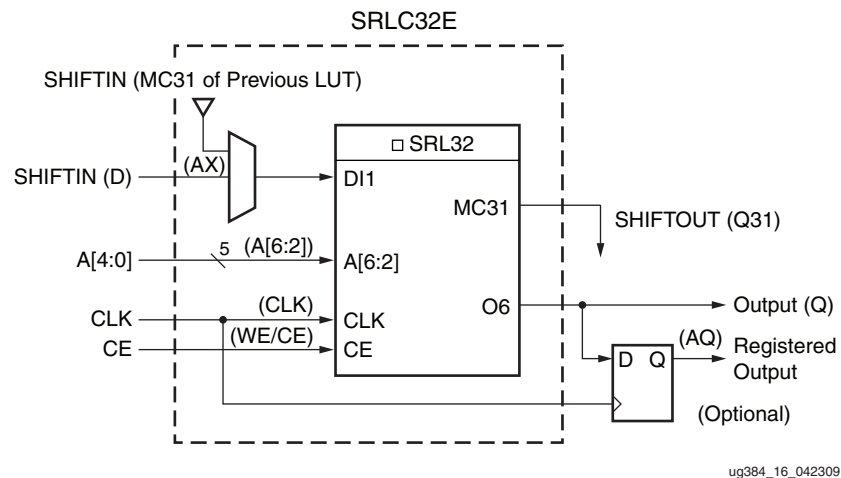 SRLC32E
SHIFTIN (MC31 of Previous LUT)
SRL32
(AX)
SHIFTIN (D)
DI1
MC31
SHIFTOUT (Q31)
5
(A[6:2])
A[4:0]
A[6:2]
(CLK)
O6
Output (Q)
CLK
CLK
(WE/CE)
(AQ)
Registered
Output
CE
CE
D
Q
(Optional)
ug384_16_042309